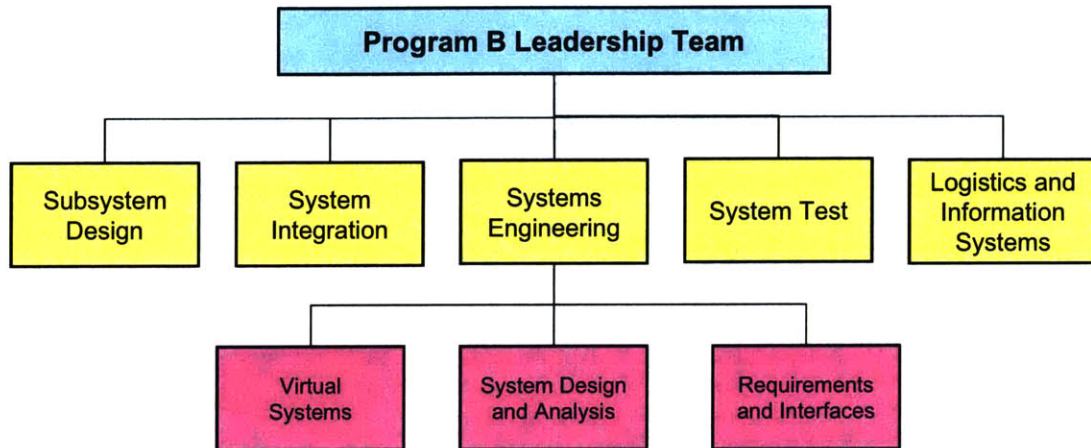 Program B Leadership Team
Subsystem
Design
System
Integration
Systems
Engineering
System Test
Logistics and
Information
Systems
Virtual
Systems
System Design
and Analysis
Requirements
and Interfaces